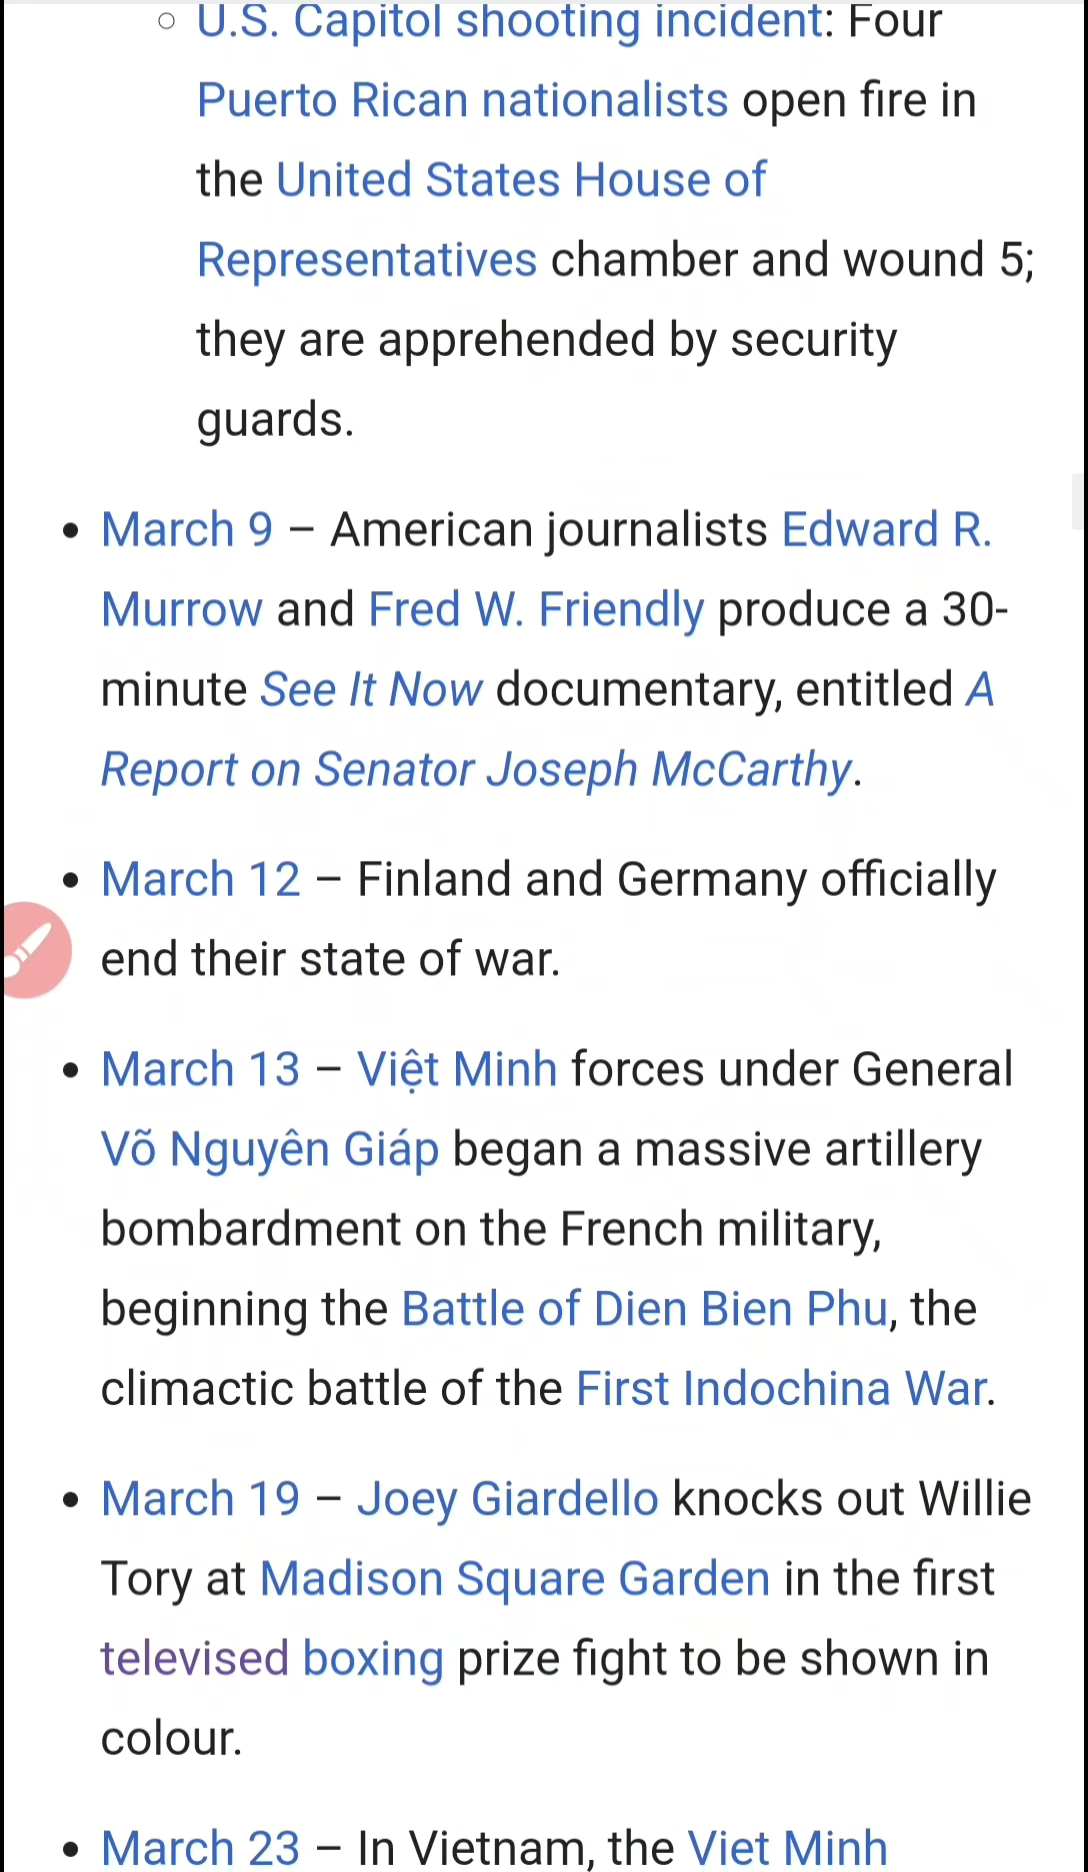 U.S. Capitol shooting incident: Four
Puerto Rican nationalists open fire in
the United States House of
Representatives chamber and wound 5;
they are apprehended by security
guards.
March 9 – American journalists Edward R.
Murrow and Fred W. Friendly produce a 30-
minute See It Now documentary, entitled A
Report on Senator Joseph McCarthy.
March 12 – Finland and Germany officially
end their state of war.
March 13 – Việt Minh forces under General
Võ Nguyên Giáp began a massive artillery
bombardment on the French military,
beginning the Battle of Dien Bien Phu, the
climactic battle of the First Indochina War.
March 19 – Joey Giardello knocks out Willie
Tory at Madison Square Garden in the first
televised boxing prize fight to be shown in
colour.
March 23 – In Vietnam, the Viet Minh